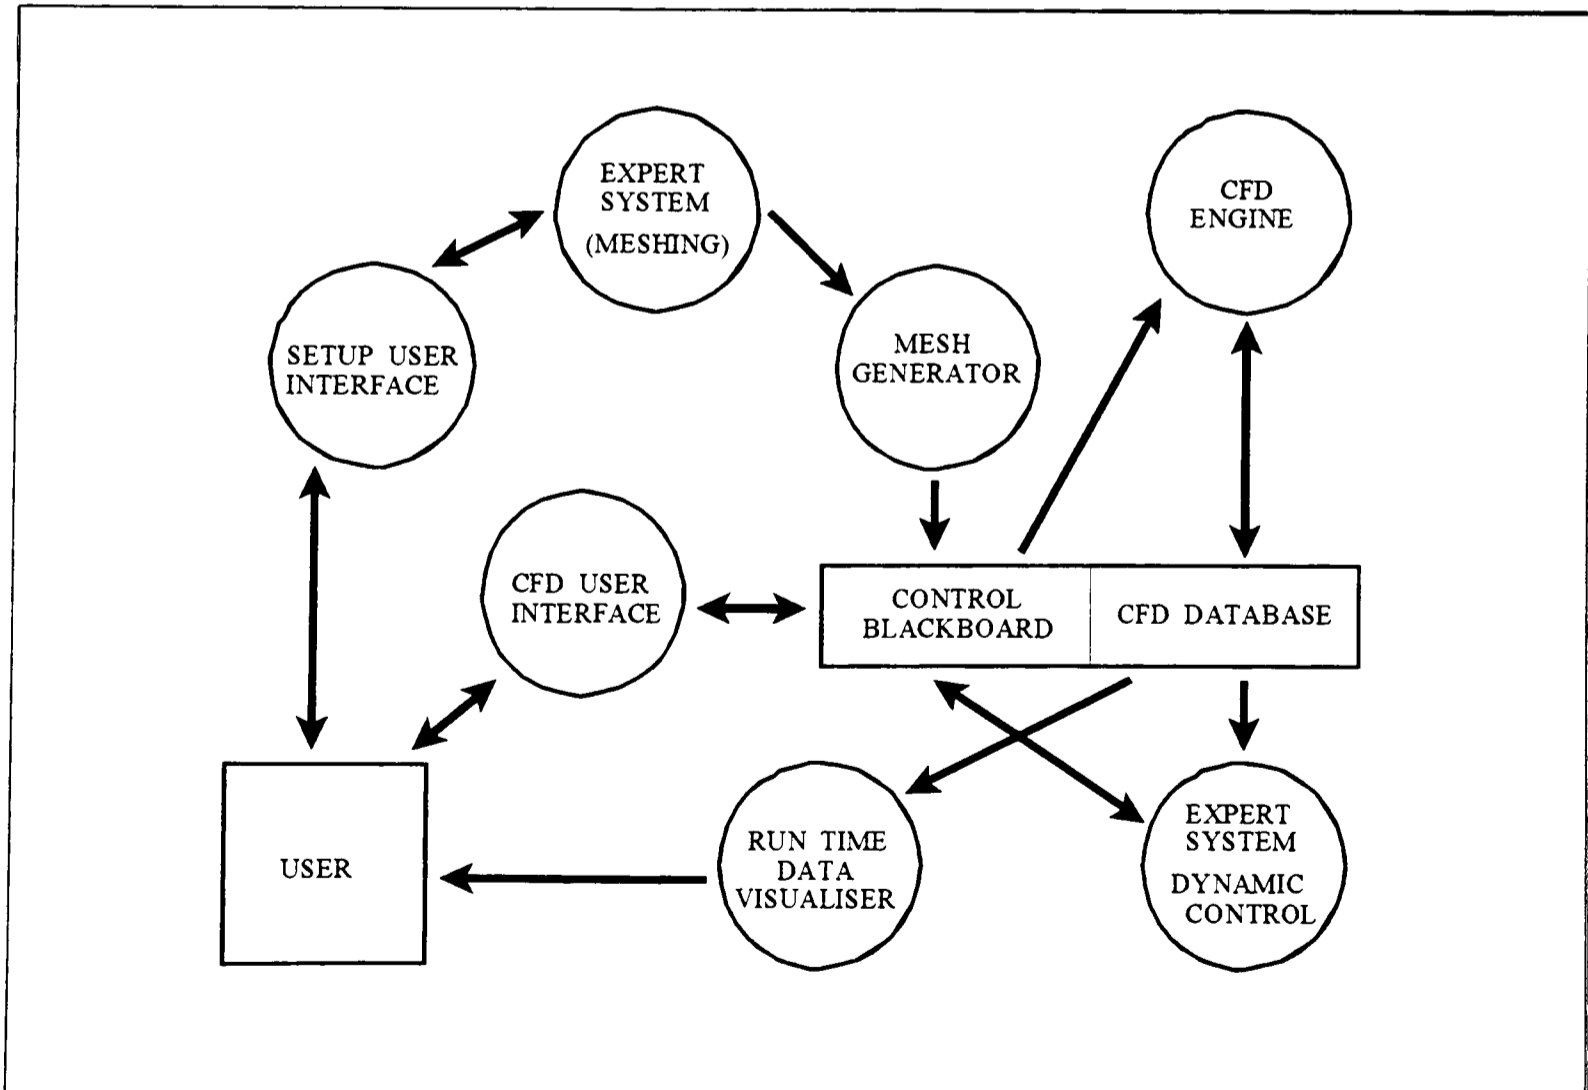 EXPERT
SYSTEM
(MESHING)
CFD
ENGINE
SETUP USER
INTERFACE
MESH
GENERATOR
CFD USER
INTERFACE
CONTROL
BLACKBOARD
CFD DATABASE
USER
RUN TIME
DATA
VISUALISER
EXPERT
SYSTEM
DYNAMIC
CONTROL